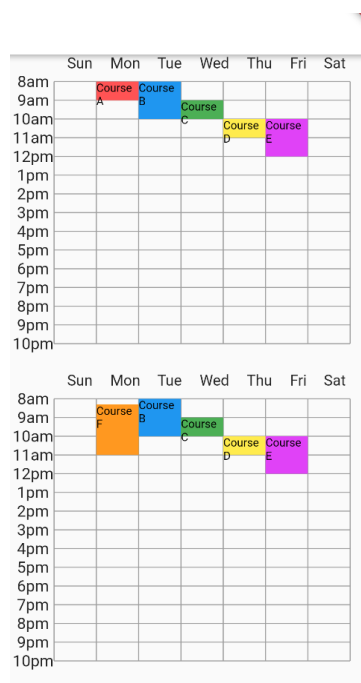 Sun Mon Tue Wed Thu Fri Sat
8am
Course Course
9am A B
Course
10am C
Course Course
11am D E
12pm
1pm
2pm
3pm
4pm
5pm
6pm
7pm
8pm
9pm
10pm
Sun Mon Tue Wed Thu Fri Sat
8am
Course
Course B
9am F
Course
10am C
Course Course
11am D E
12pm
1pm
2pm
3pm
4pm
5pm
6pm
7pm
8pm
9pm
10pm